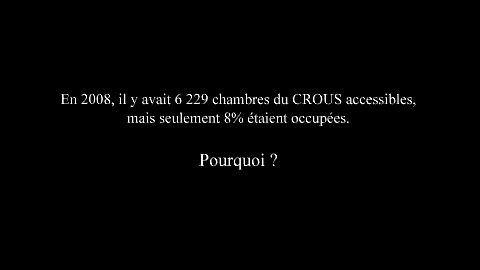 En 2008, il y avait 6 229 chambres du CROUS accessibles,
mais seulement 8% étaient occupées.
Pourquoi ?